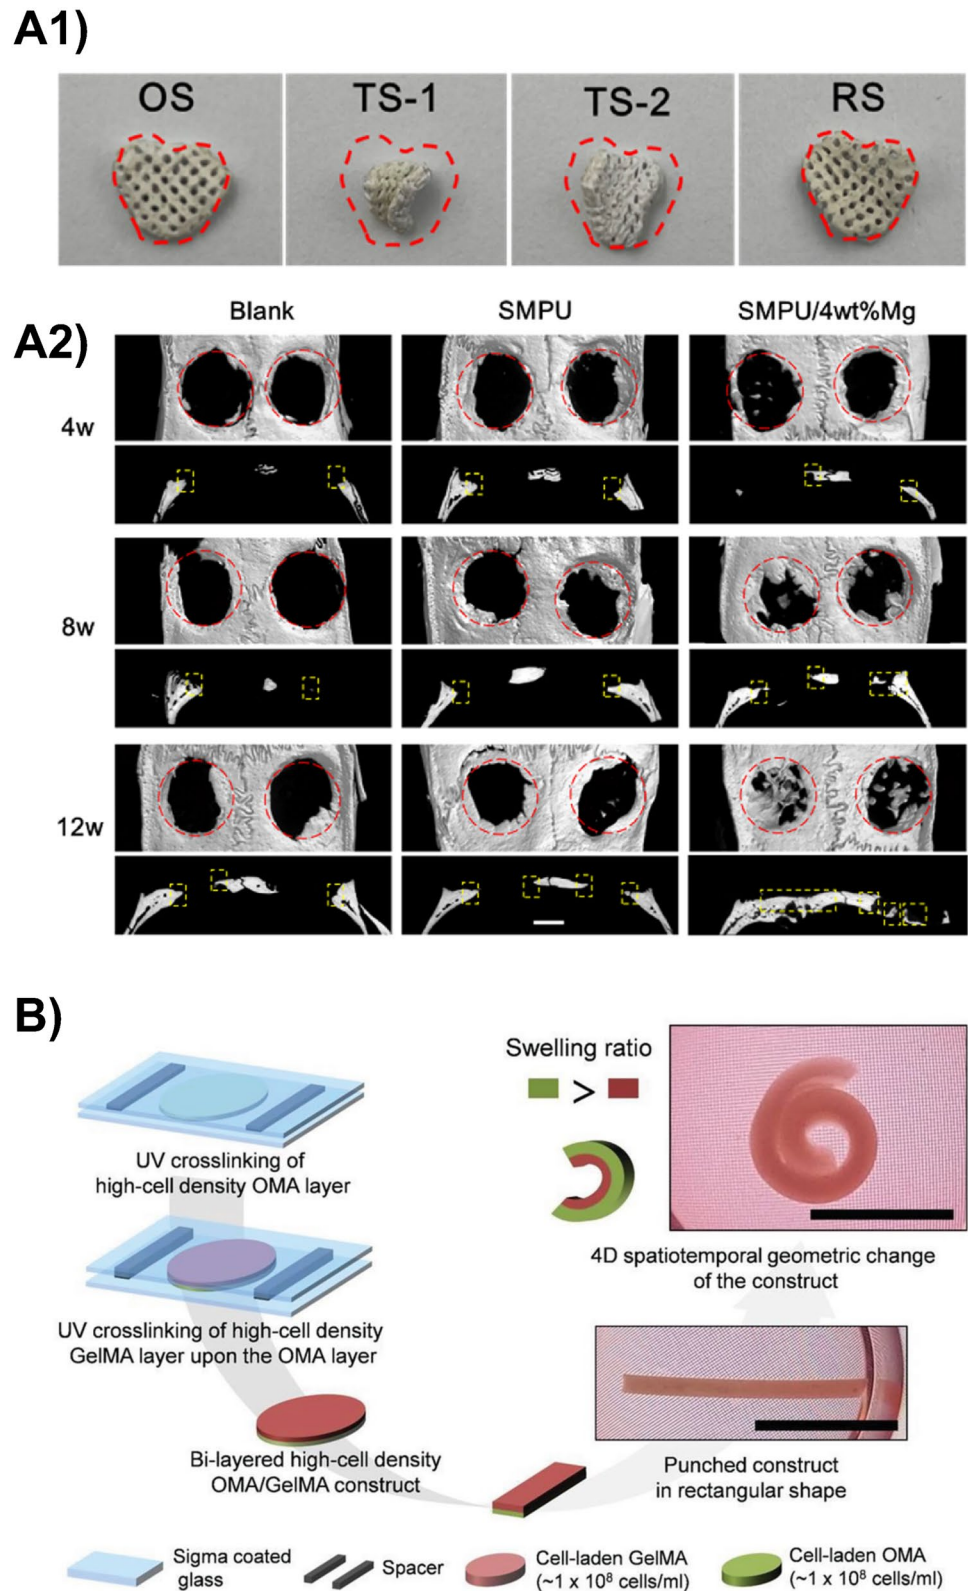 A1)
OS
TS-1
TS-2
RS
A2)
Blank
SMPU
SMPU/4wt%Mg
4w
8w
12w
B)
UV crosslinking of
high-cell density OMA layer
UV crosslinking of high-cell density
GelMA layer upon the OMA layer
Bi-layered high-cell density
OMA/GelMA construct
Swelling ratio
>
4D spatiotemporal geometric change
of the construct
Punched construct
in rectangular shape
Sigma coated
glass
Spacer
Cell-laden GelMA
(~1 x 10⁸ cells/ml)
Cell-laden OMA
(~1 x 10⁸ cells/ml)